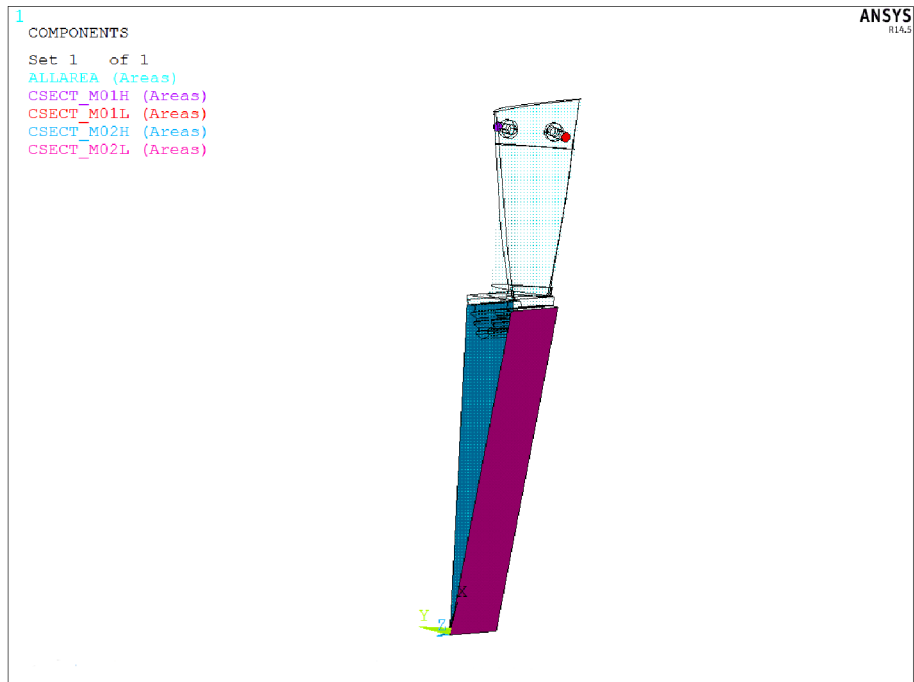 1
ANSYS
R14.5
COMPONENTS
Set 1 of 1
ALLAREA (Areas)
CSECT_M01H (Areas)
CSECT_M01L (Areas)
CSECT_M02H (Areas)
CSECT_M02L (Areas)
X
Y
Z